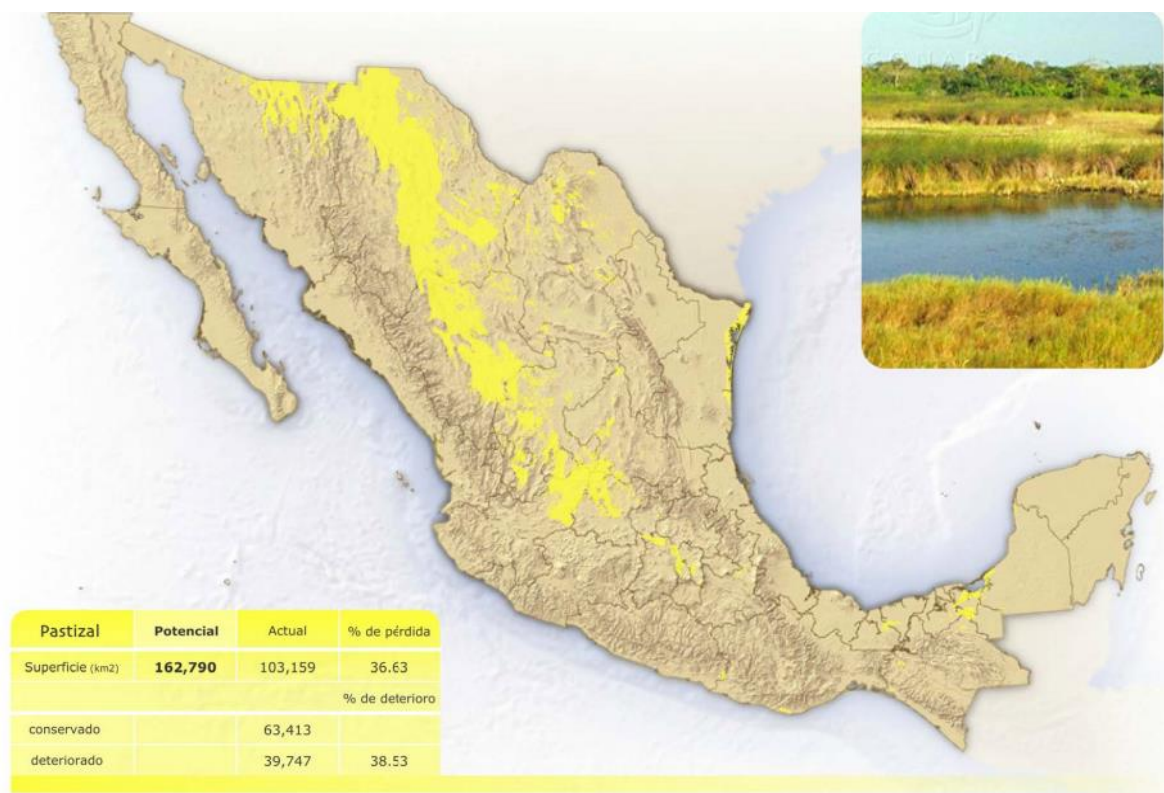 CONABIO
Pastizal Potencial Actual % de pérdida
Superficie (km2) 162,790 103,159 36.63
% de deterioro
conservado 63,413
deteriorado 39,747 38.53